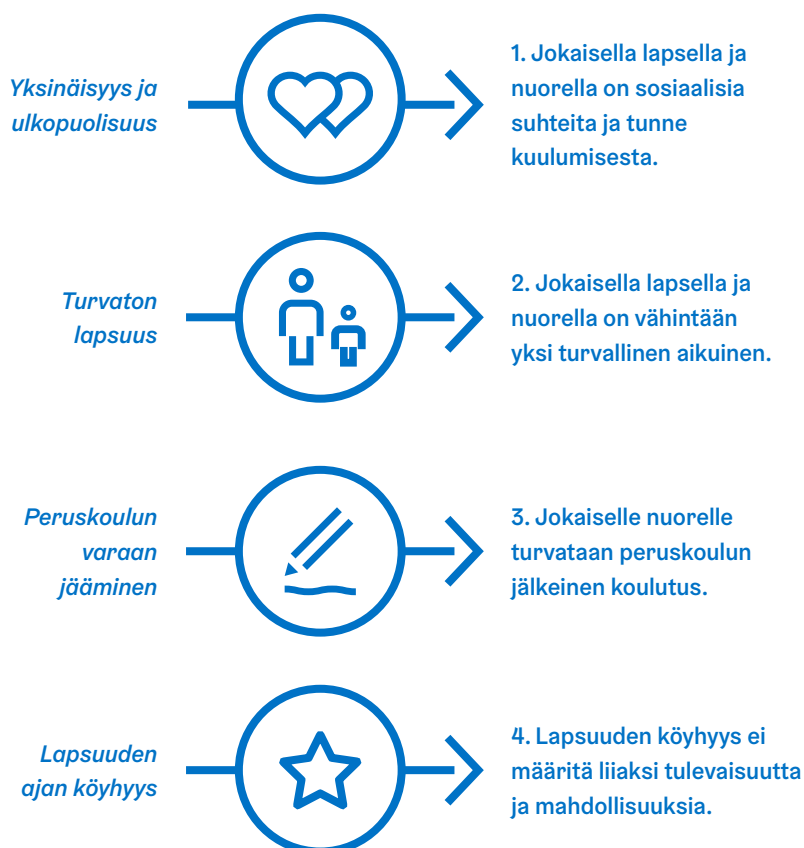 Yksinäisyys ja
ulkopuolisuus
1. Jokaisella lapsella ja
nuorella on sosiaalisia
suhteita ja tunne
kuulumisesta.
Turvaton
lapsuus
2. Jokaisella lapsella ja
nuorella on vähintään
yksi turvallinen aikuinen.
Peruskoulun
varaan
jääminen
3. Jokaiselle nuorelle
turvataan peruskoulun
jälkeinen koulutus.
Lapsuuden
ajan köyhyys
4. Lapsuuden köyhyys ei
määritä liiaksi tulevaisuutta
ja mahdollisuuksia.